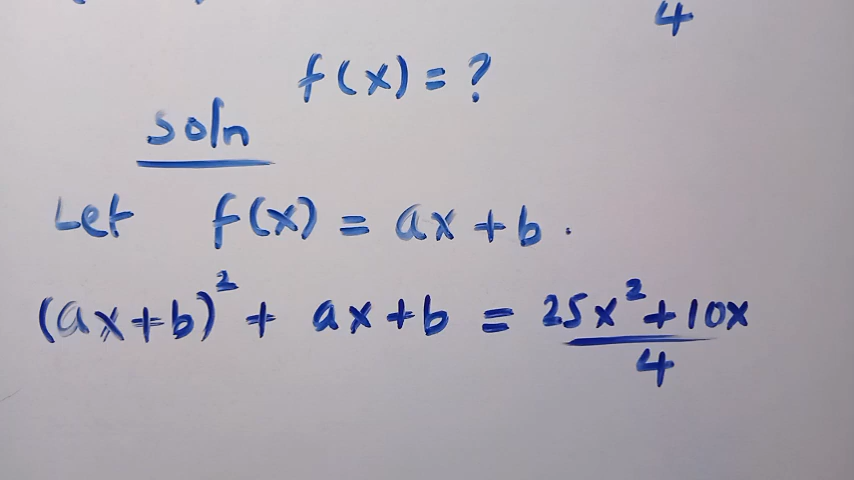 4
f(x) = ?
soln
Let f(x) = ax + b .
(ax+b)² + ax+b = 25x² + 10x / 4